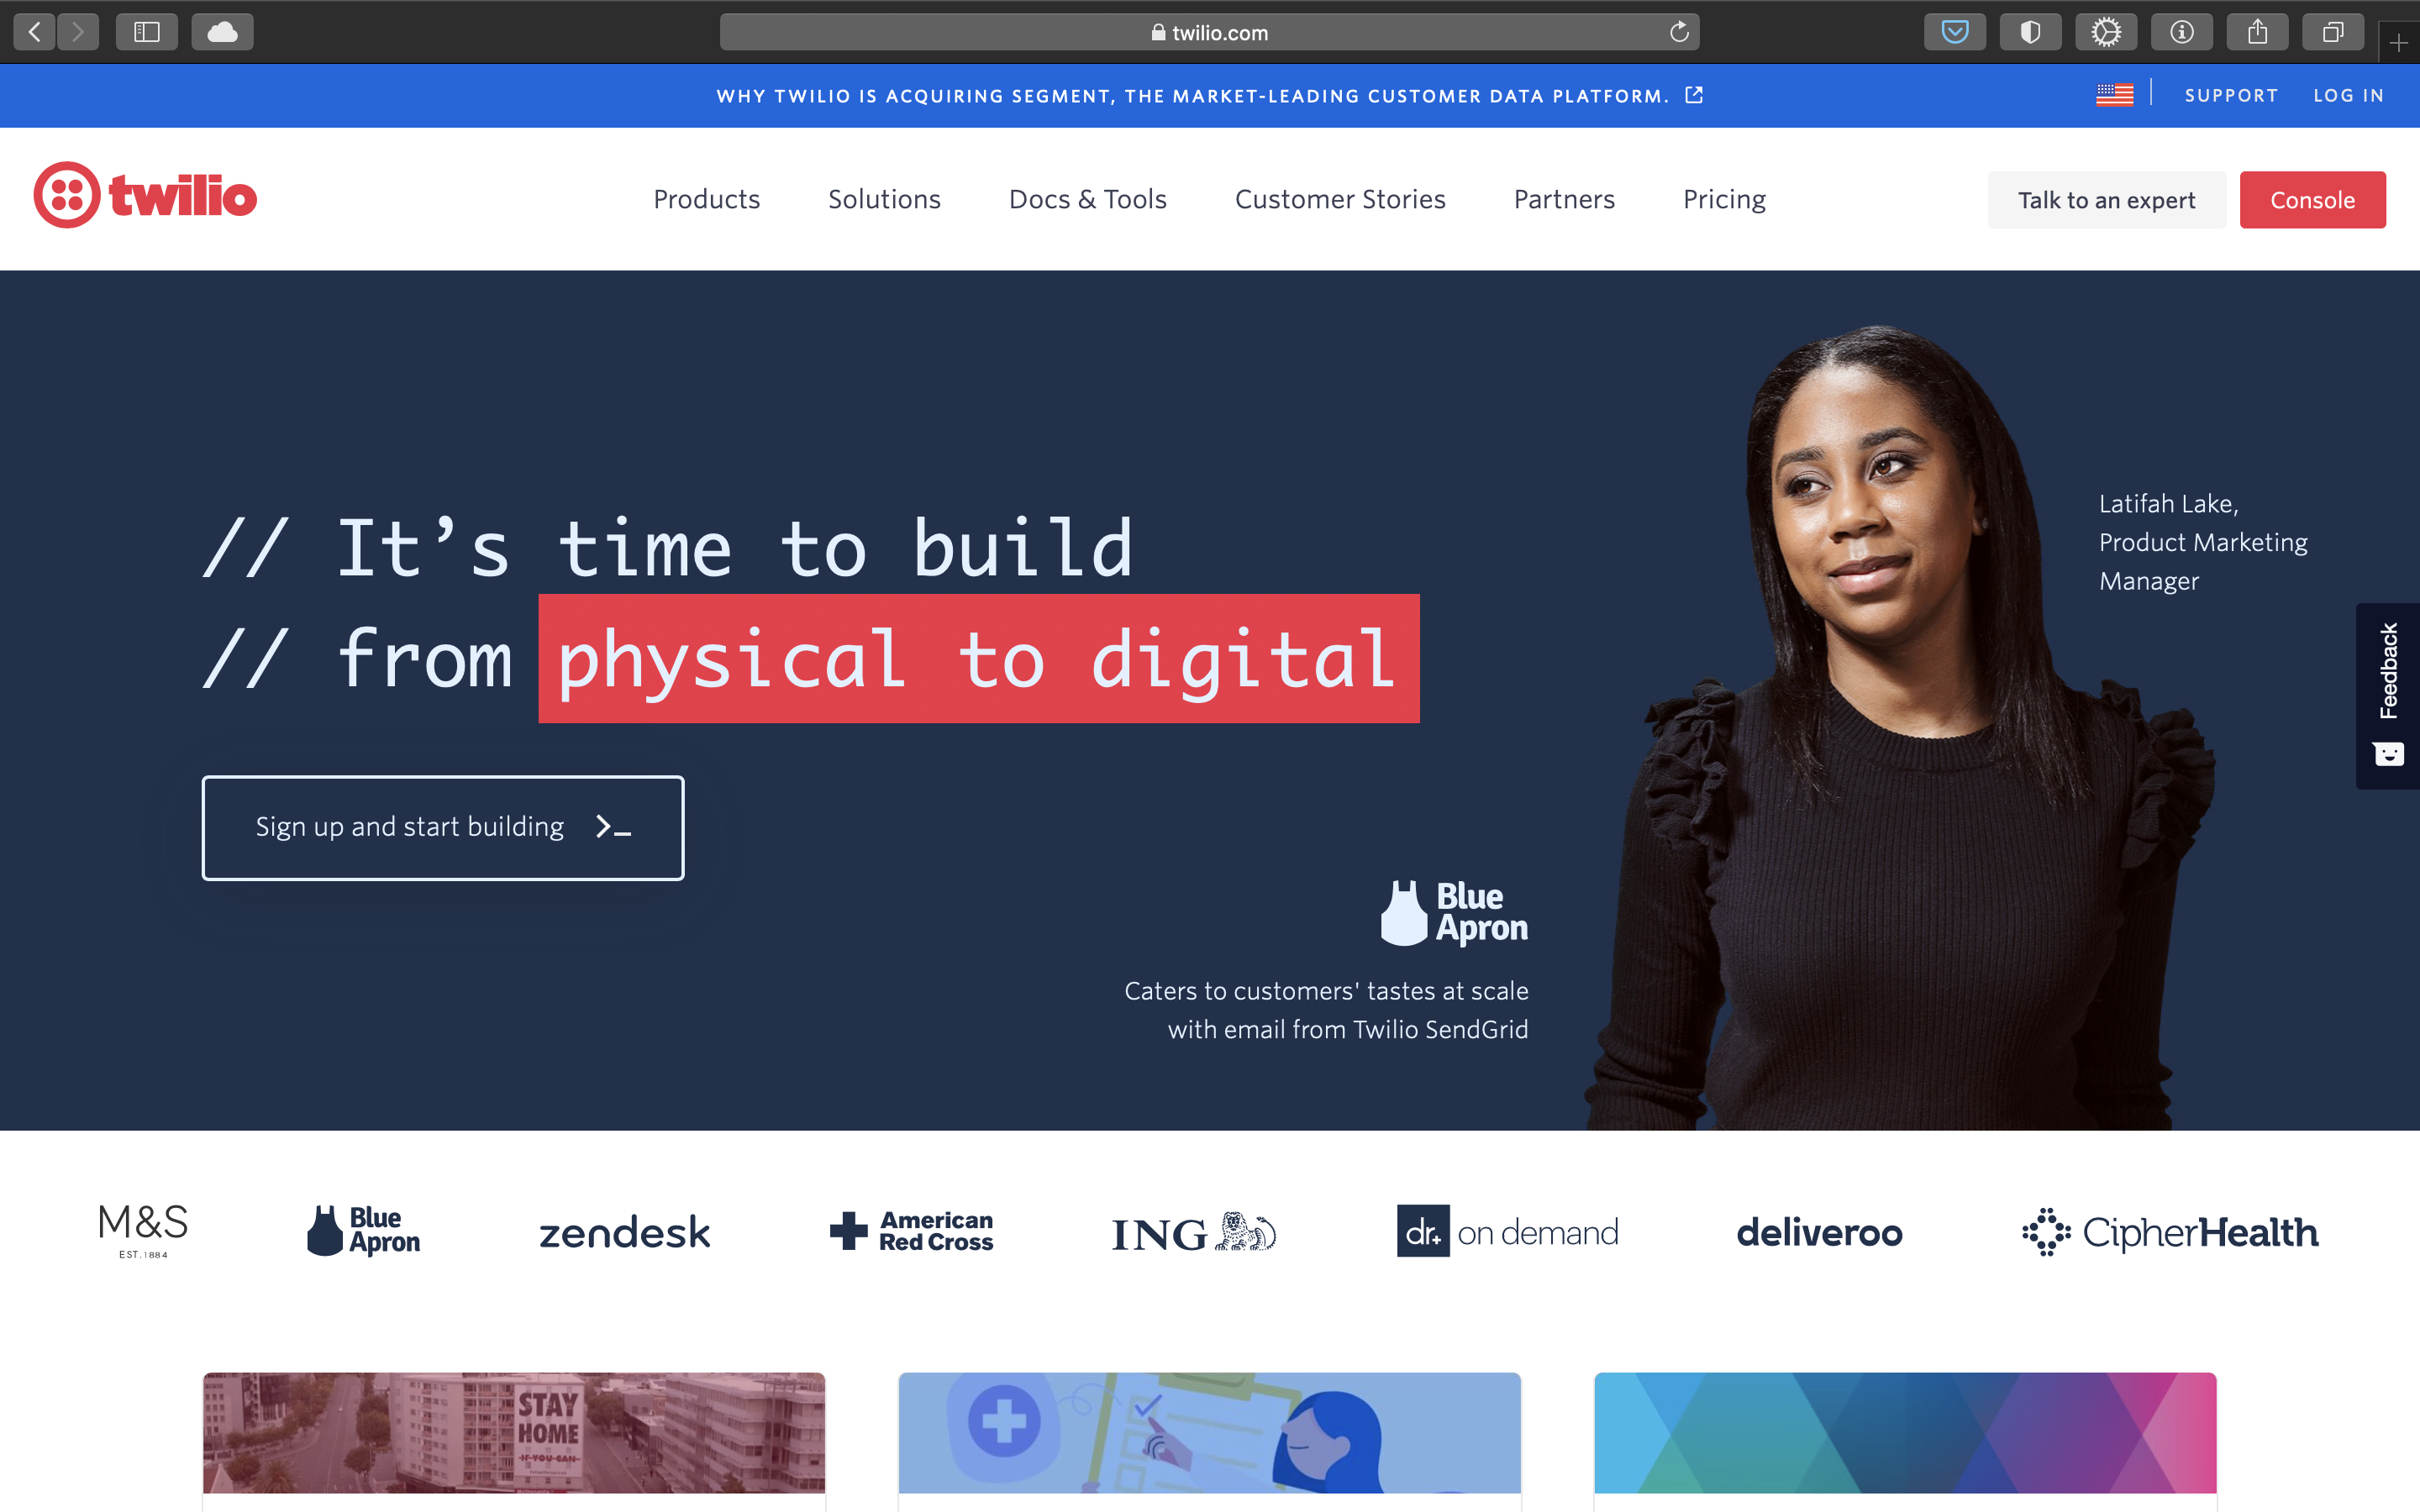 twilio.com
WHY TWILIO IS ACQUIRING SEGMENT, THE MARKET-LEADING CUSTOMER DATA PLATFORM.
SUPPORT
LOG IN
twilio
Products
Solutions
Docs & Tools
Customer Stories
Partners
Pricing
Talk to an expert
Console
// It’s time to build
// from physical to digital
Latifah Lake,
Product Marketing
Manager
Feedback
Sign up and start building >_
Blue
Apron
Caters to customers' tastes at scale
with email from Twilio SendGrid
M&S
EST. 1884
Blue
Apron
zendesk
American
Red Cross
ING
dr+ on demand
deliveroo
CipherHealth
STAY
HOME
IF YOU CAN